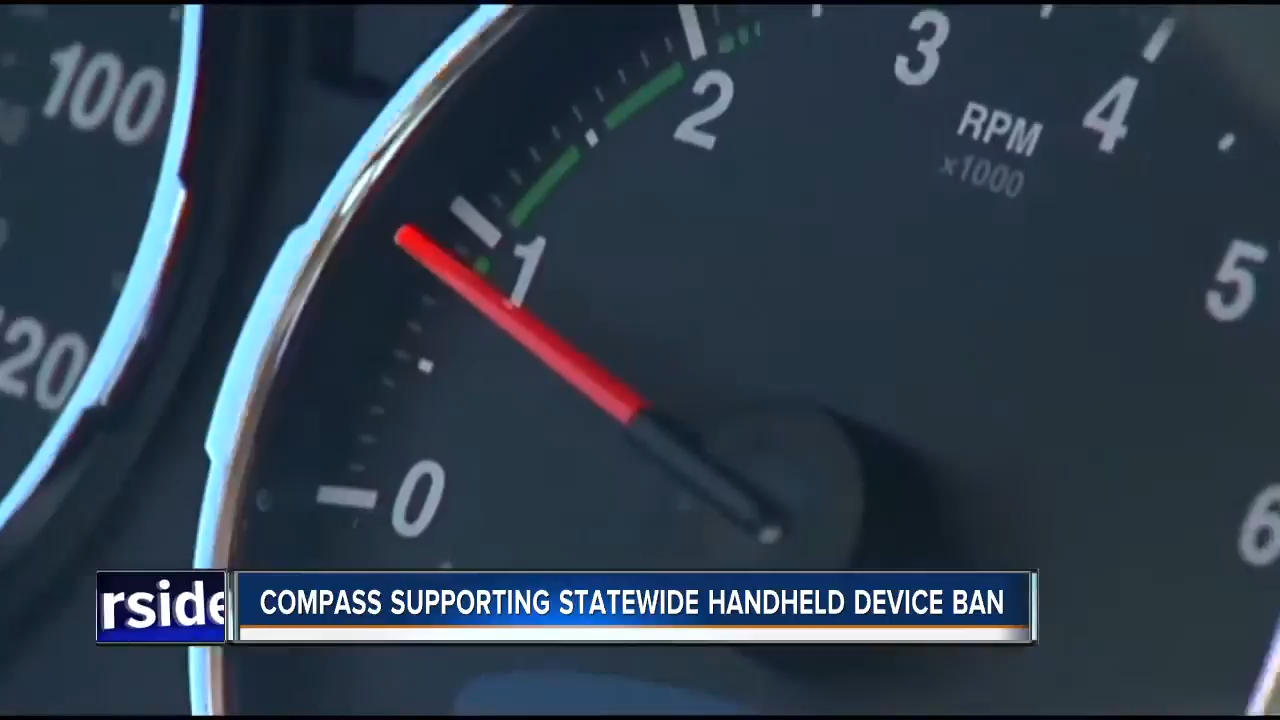 100
120
0
1
2
3
4
5
6
RPM
x1000
rside
COMPASS SUPPORTING STATEWIDE HANDHELD DEVICE BAN